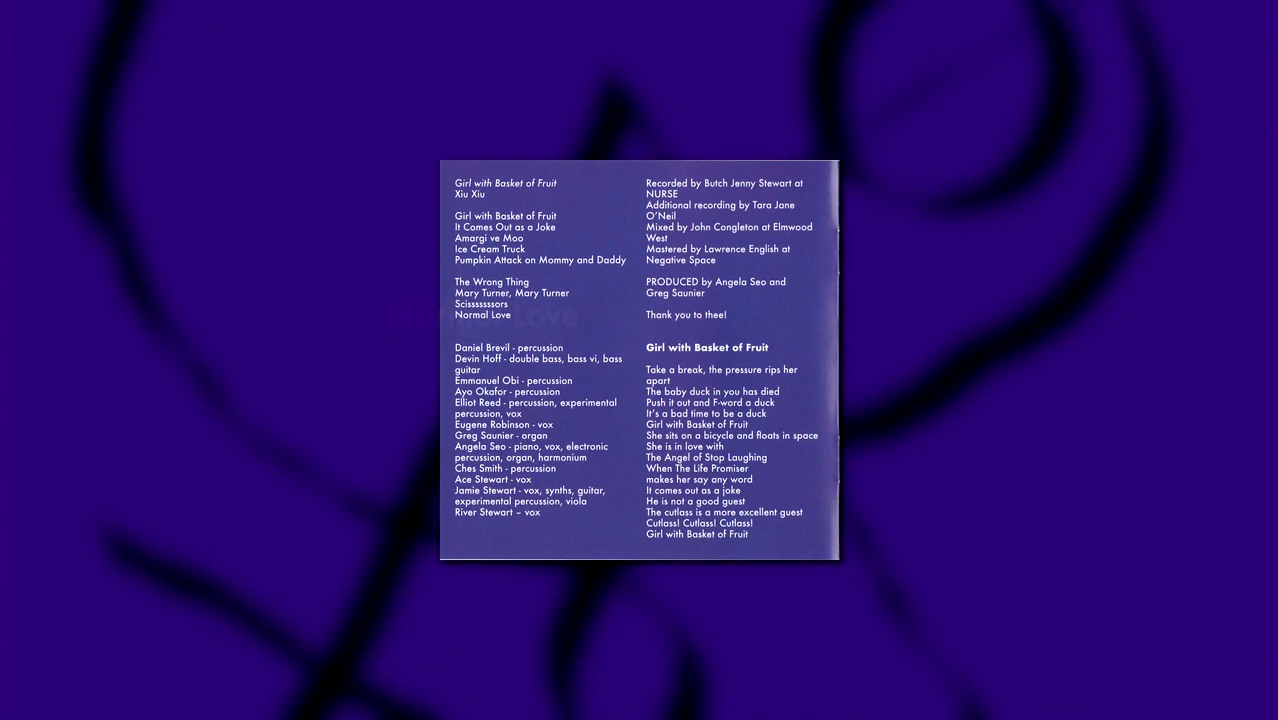 Girl with Basket of Fruit
Xiu Xiu
Girl with Basket of Fruit
It Comes Out as a Joke
Amargi ve Moo
Ice Cream Truck
Pumpkin Attack on Mommy and Daddy
The Wrong Thing
Mary Turner, Mary Turner
Scisssssssors
Normal Love
Normal Love
Daniel Brevil - percussion
Devin Hoff - double bass, bass vi, bass
guitar
Emmanuel Obi - percussion
Ayo Okafor - percussion
Elliot Reed - percussion, experimental
percussion, vox
Eugene Robinson - vox
Greg Saunier - organ
Angela Seo - piano, vox, electronic
percussion, organ, harmonium
Ches Smith - percussion
Ace Stewart - vox
Jamie Stewart - vox, synths, guitar,
experimental percussion, viola
River Stewart – vox
Recorded by Butch Jenny Stewart at
NURSE
Additional recording by Tara Jane
O'Neil
Mixed by John Congleton at Elmwood
West
Mastered by Lawrence English at
Negative Space
PRODUCED by Angela Seo and
Greg Saunier
Thank you to thee!
Girl with Basket of Fruit
Take a break, the pressure rips her
apart
The baby duck in you has died
Push it out and F-word a duck
It's a bad time to be a duck
Girl with Basket of Fruit
She sits on a bicycle and floats in space
She is in love with
The Angel of Stop Laughing
When The Life Promiser
makes her say any word
It comes out as a joke
He is not a good guest
The cutlass is a more excellent guest
Cutlass! Cutlass! Cutlass!
Girl with Basket of Fruit